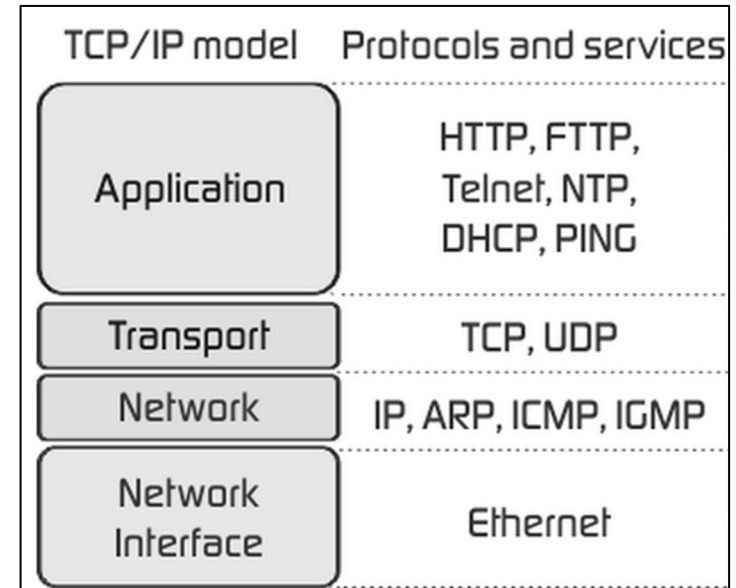 TCP/IP model Protocols and services
Application
HTTP, FTTP,
Telnet, NTP,
DHCP, PING
Transport
TCP, UDP
Network
IP, ARP, ICMP, IGMP
Network
Interface
Ethernet